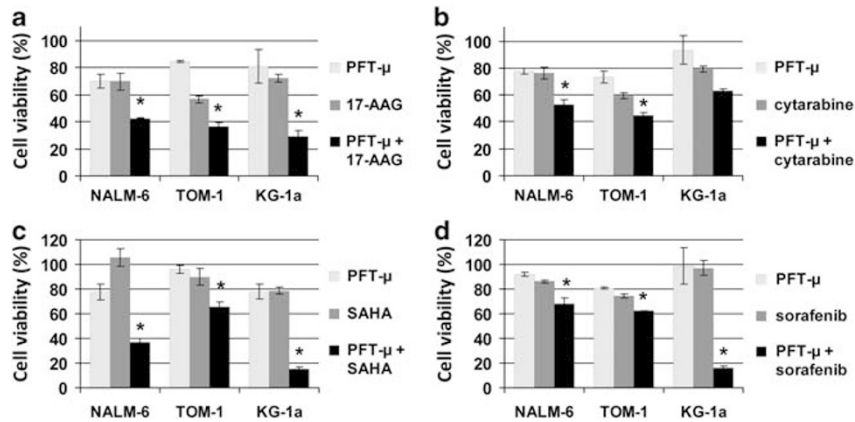 a
Cell viability (%)
100
80
60
40
20
0
* * *
NALM-6 TOM-1 KG-1a
PFT-μ
17-AAG
PFT-μ +
17-AAG
b
Cell viability (%)
100
80
60
40
20
0
* *
NALM-6 TOM-1 KG-1a
PFT-μ
cytarabine
PFT-μ +
cytarabine
c
Cell viability (%)
120
100
80
60
40
20
0
* * *
NALM-6 TOM-1 KG-1a
PFT-μ
SAHA
PFT-μ +
SAHA
d
Cell viability (%)
120
100
80
60
40
20
0
* * *
NALM-6 TOM-1 KG-1a
PFT-μ
sorafenib
PFT-μ +
sorafenib